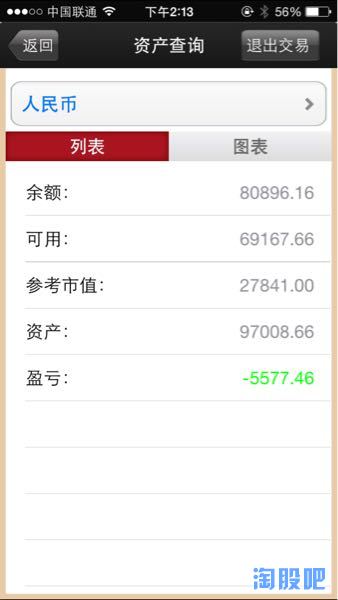 中国联通 下午2:13 56%
返回 资产查询 退出交易
人民币
列表 图表
余额: 80896.16
可用: 69167.66
参考市值: 27841.00
资产: 97008.66
盈亏: -5577.46
淘股吧